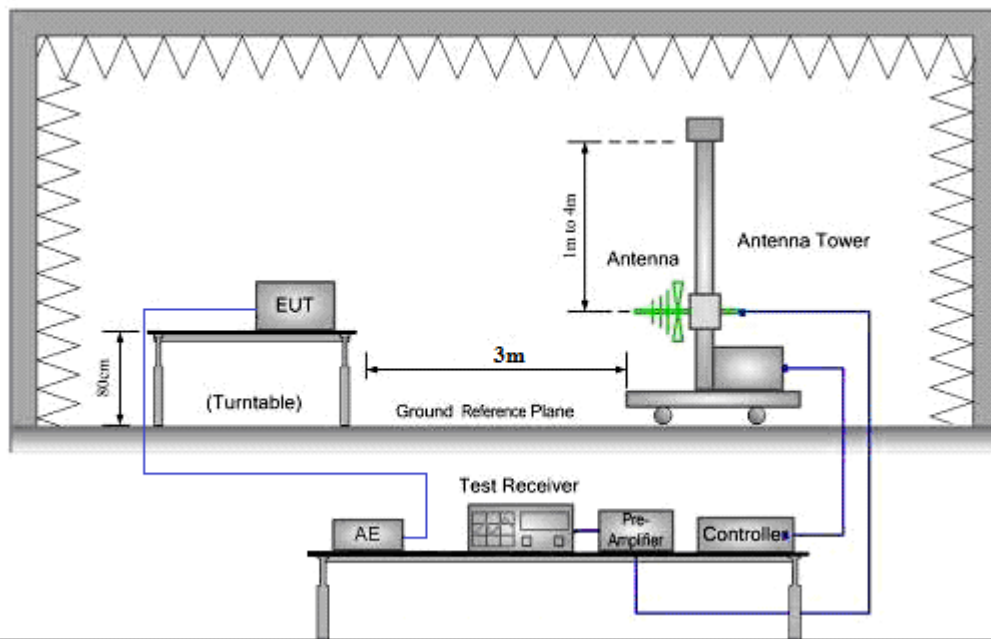 1m to 4m
Antenna
Antenna Tower
EUT
80cm
(Turntable)
3m
Ground Reference Plane
Test Receiver
AE
Pre-
Amplifier
Controller